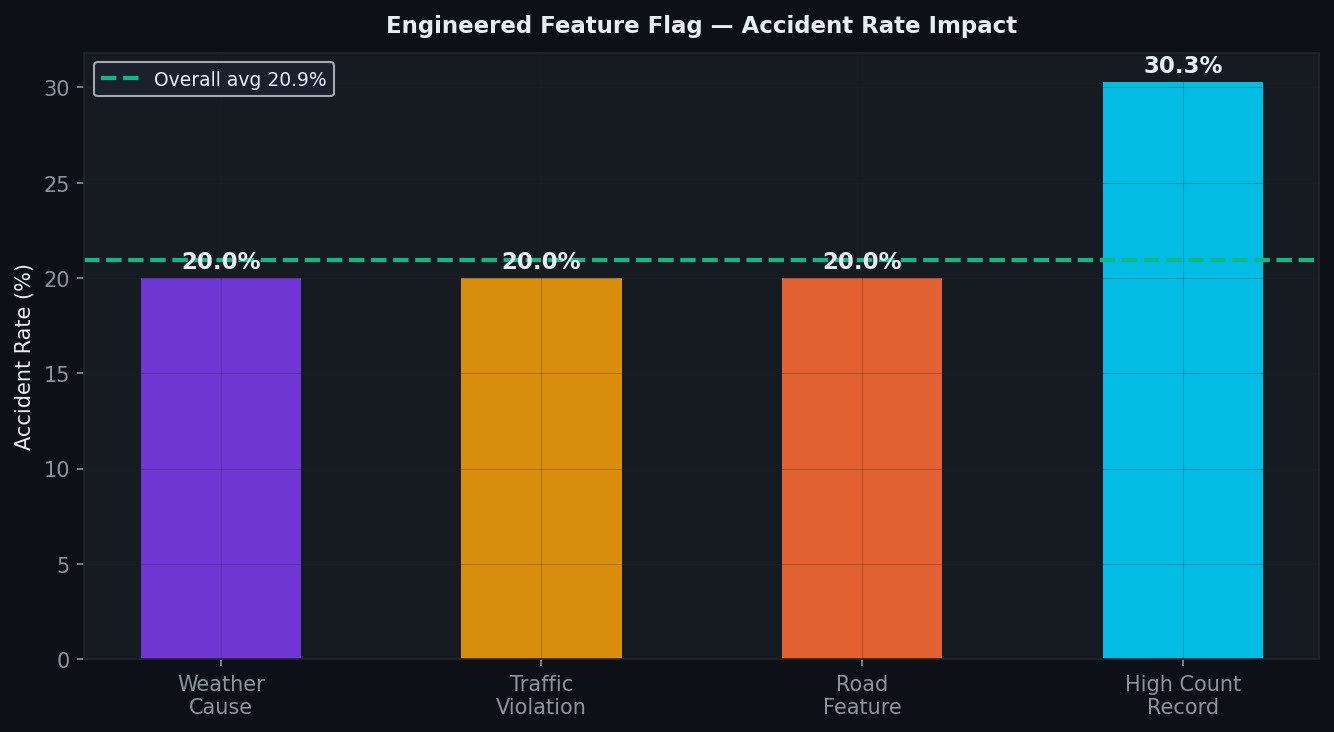 Engineered Feature Flag — Accident Rate Impact
Overall avg 20.9%
Accident Rate (%)
30
25
20
15
10
5
0
20.0%
20.0%
20.0%
30.3%
Weather
Cause
Traffic
Violation
Road
Feature
High Count
Record